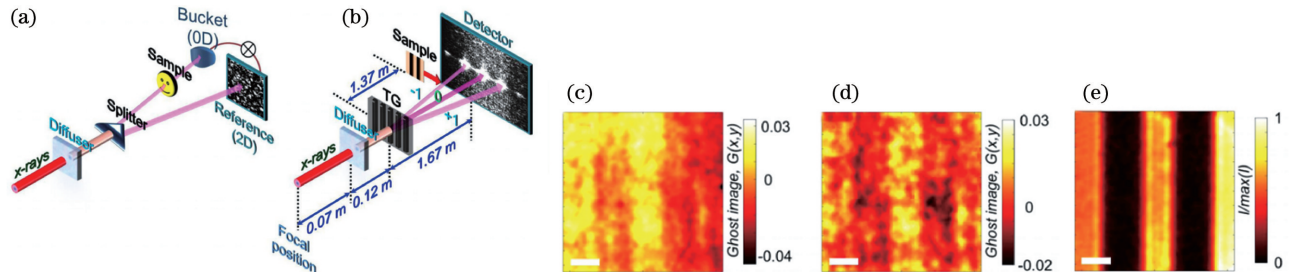 (a)
Bucket
(0D)
Sample
Splitter
Diffuser
x-rays
Reference
(2D)
(b)
Detector
Sample
1.37 m
-1
0
+1
TG
Diffuser
x-rays
1.67 m
0.12 m
0.07 m
Focal
position
(c)
0.03
0
-0.04
Ghost image, G(x,y)
(d)
0.03
0
-0.02
Ghost image, G(x,y)
(e)
1
0
I/max(I)